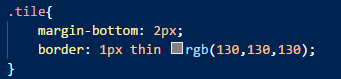 .tile{
    margin-bottom: 2px;
    border: 1px thin rgb(130,130,130);
}